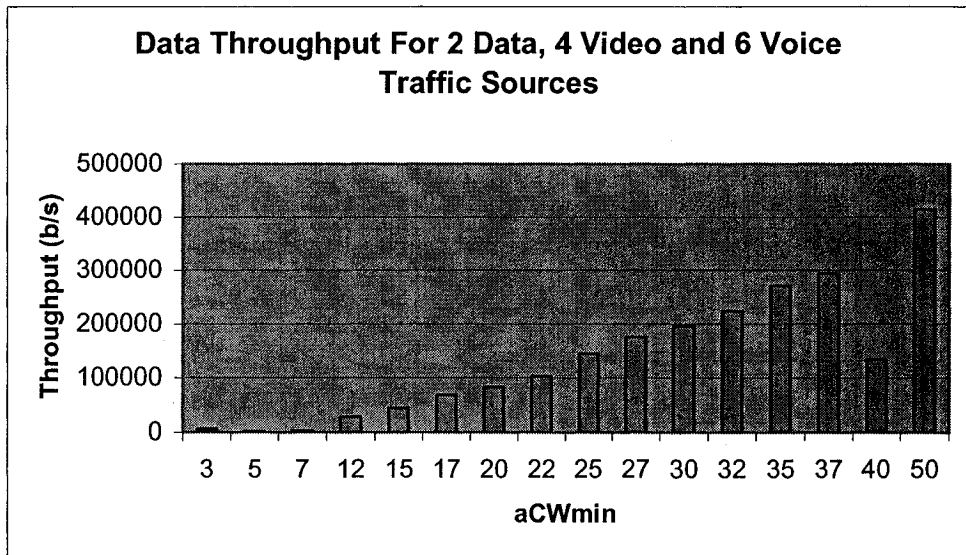 Data Throughput For 2 Data, 4 Video and 6 Voice
Traffic Sources
Throughput (b/s)
500000
400000
300000
200000
100000
0
3 5 7 12 15 17 20 22 25 27 30 32 35 37 40 50
aCWmin